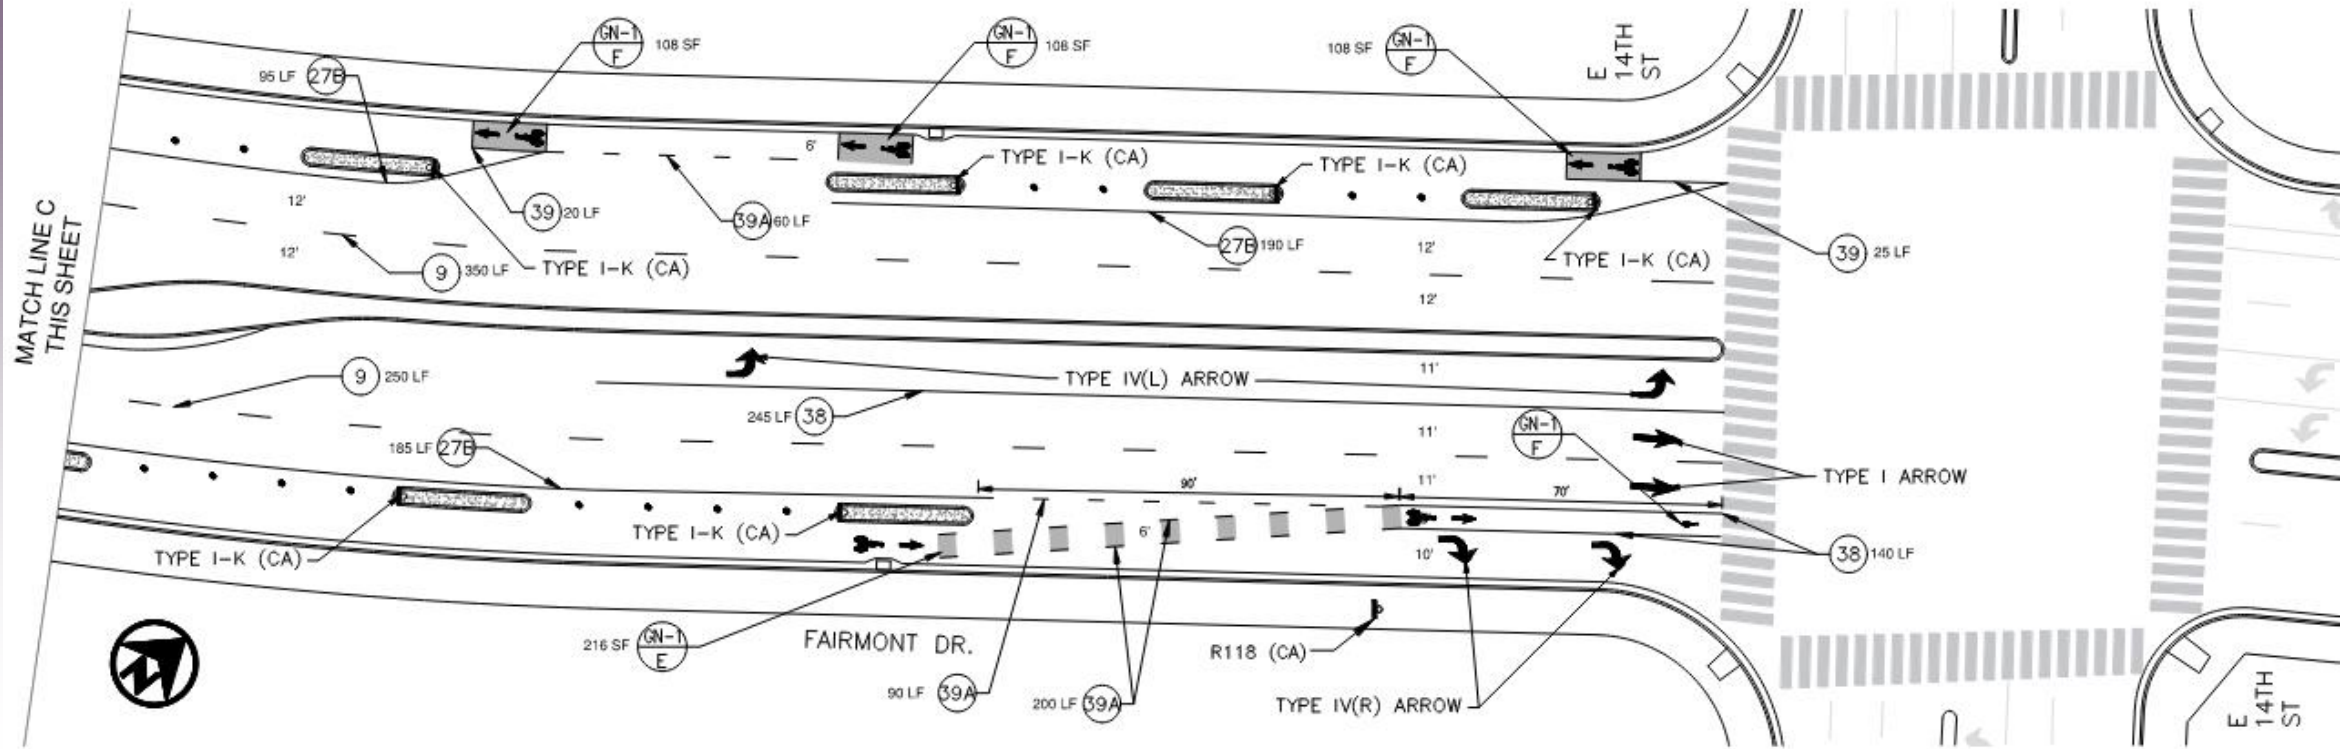 GN-1
F
108 SF
GN-1
F
108 SF
108 SF
GN-1
F
E
14TH
ST
95 LF
27B
6'
TYPE I-K (CA)
TYPE I-K (CA)
12'
39
20 LF
39A
60 LF
27B
190 LF
12'
39
25 LF
MATCH LINE C
THIS SHEET
12'
9
350 LF
TYPE I-K (CA)
TYPE I-K (CA)
12'
9
250 LF
TYPE IV(L) ARROW
11'
245 LF
38
GN-1
F
11'
185 LF
27B
90'
11'
70'
TYPE I ARROW
TYPE I-K (CA)
TYPE I-K (CA)
6'
10'
38
140 LF
216 SF
GN-1
E
FAIRMONT DR.
R118 (CA)
90 LF
39A
200 LF
39A
TYPE IV(R) ARROW
E
14TH
ST